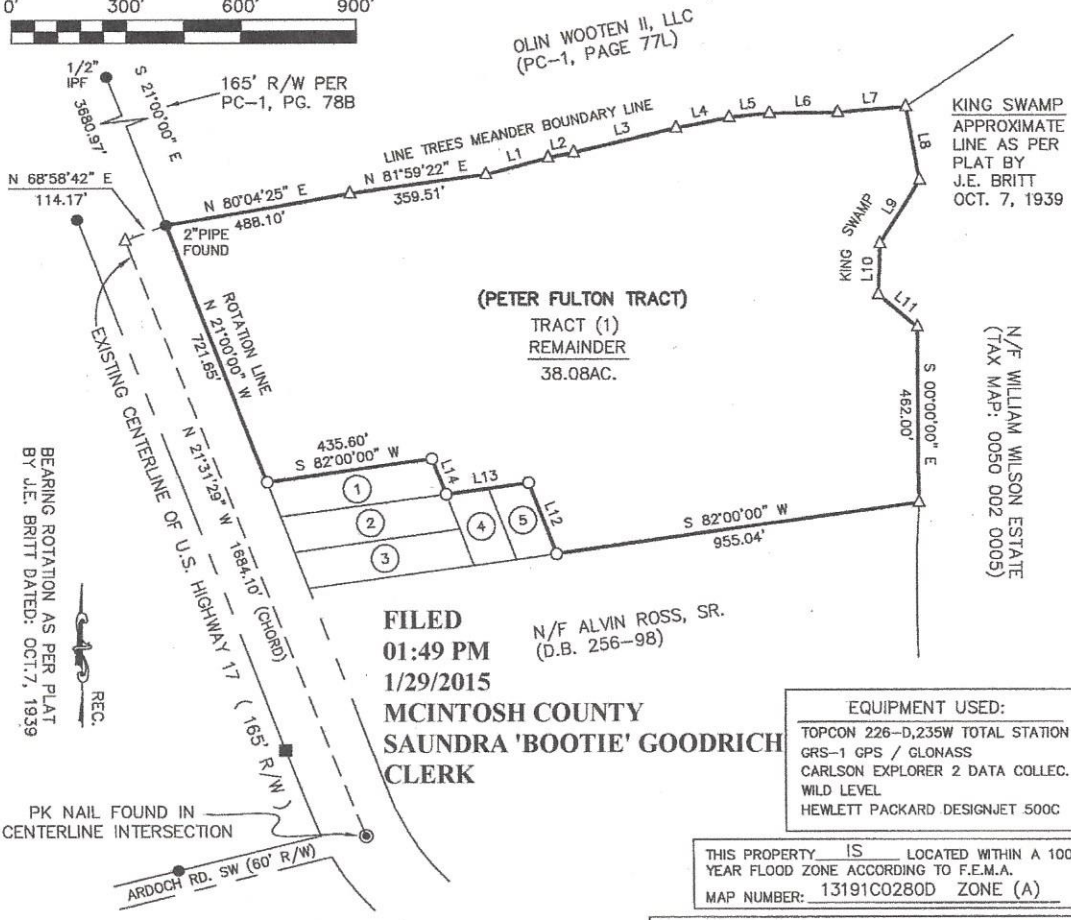 0' 300' 600' 900'
1/2"
IPF
S 21°00'00" E
3680.97'
165' R/W PER
PC-1, PG. 78B
OLIN WOOTEN II, LLC
(PC-1, PAGE 77L)
LINE TREES MEANDER BOUNDARY LINE
L1
L2
L3
L4
L5
L6
L7
KING SWAMP
APPROXIMATE
LINE AS PER
PLAT BY
J.E. BRITT
OCT. 7, 1939
N 68°58'42" E
114.17'
N 80°04'25" E
488.10'
N 81°59'22" E
359.51'
2"PIPE
FOUND
L8
L9
KING SWAMP
L10
L11
ROTATION LINE
N 21°00'00" W
721.65'
(PETER FULTON TRACT)
TRACT (1)
REMAINDER
38.08AC.
S 00°00'00" E
462.00'
N/F WILLIAM WILSON ESTATE
(TAX MAP: 0050 002 0005)
EXISTING CENTERLINE OF U.S. HIGHWAY 17 ( 165' R/W )
N 21°31'29" W 1684.10' (CHORD)
435.60'
S 82°00'00" W
L14
L13
L12
1
2
3
4
5
S 82°00'00" W
955.04'
BEARING ROTATION AS PER PLAT
BY J.E. BRITT DATED: OCT.7, 1939
REC.
FILED
01:49 PM
1/29/2015
MCINTOSH COUNTY
SAUNDRA 'BOOTIE' GOODRICH
CLERK
N/F ALVIN ROSS, SR.
(D.B. 256-98)
EQUIPMENT USED:
TOPCON 226-D,235W TOTAL STATION
GRS-1 GPS / GLONASS
CARLSON EXPLORER 2 DATA COLLEC.
WILD LEVEL
HEWLETT PACKARD DESIGNJET 500C
PK NAIL FOUND IN
CENTERLINE INTERSECTION
ARDOCH RD. SW (60' R/W)
THIS PROPERTY IS LOCATED WITHIN A 100
YEAR FLOOD ZONE ACCORDING TO F.E.M.A.
MAP NUMBER: 13191C0280D ZONE (A)